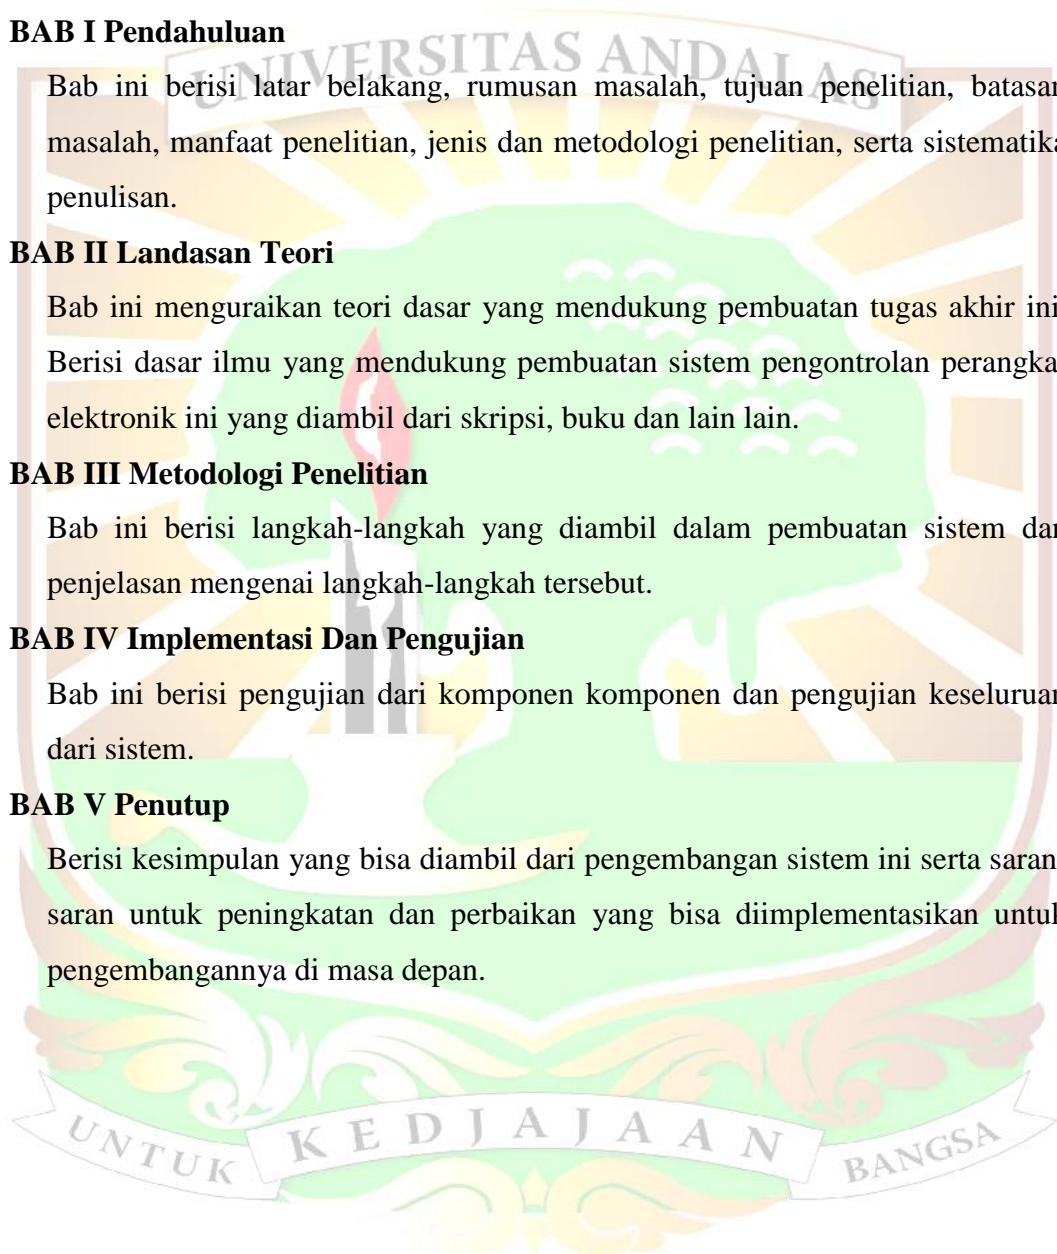 BAB I Pendahuluan
UNIVERSITAS ANDALAS
Bab ini berisi latar belakang, rumusan masalah, tujuan penelitian, batasan
masalah, manfaat penelitian, jenis dan metodologi penelitian, serta sistematika
penulisan.
BAB II Landasan Teori
Bab ini menguraikan teori dasar yang mendukung pembuatan tugas akhir ini
Berisi dasar ilmu yang mendukung pembuatan sistem pengontrolan perangka
elektronik ini yang diambil dari skripsi, buku dan lain lain.
BAB III Metodologi Penelitian
Bab ini berisi langkah-langkah yang diambil dalam pembuatan sistem dan
penjelasan mengenai langkah-langkah tersebut.
BAB IV Implementasi Dan Pengujian
Bab ini berisi pengujian dari komponen komponen dan pengujian keseluruan
dari sistem.
BAB V Penutup
Berisi kesimpulan yang bisa diambil dari pengembangan sistem ini serta saran
saran untuk peningkatan dan perbaikan yang bisa diimplementasikan untuk
pengembangannya di masa depan.
UNTUK KEDJAJAAN BANGSA